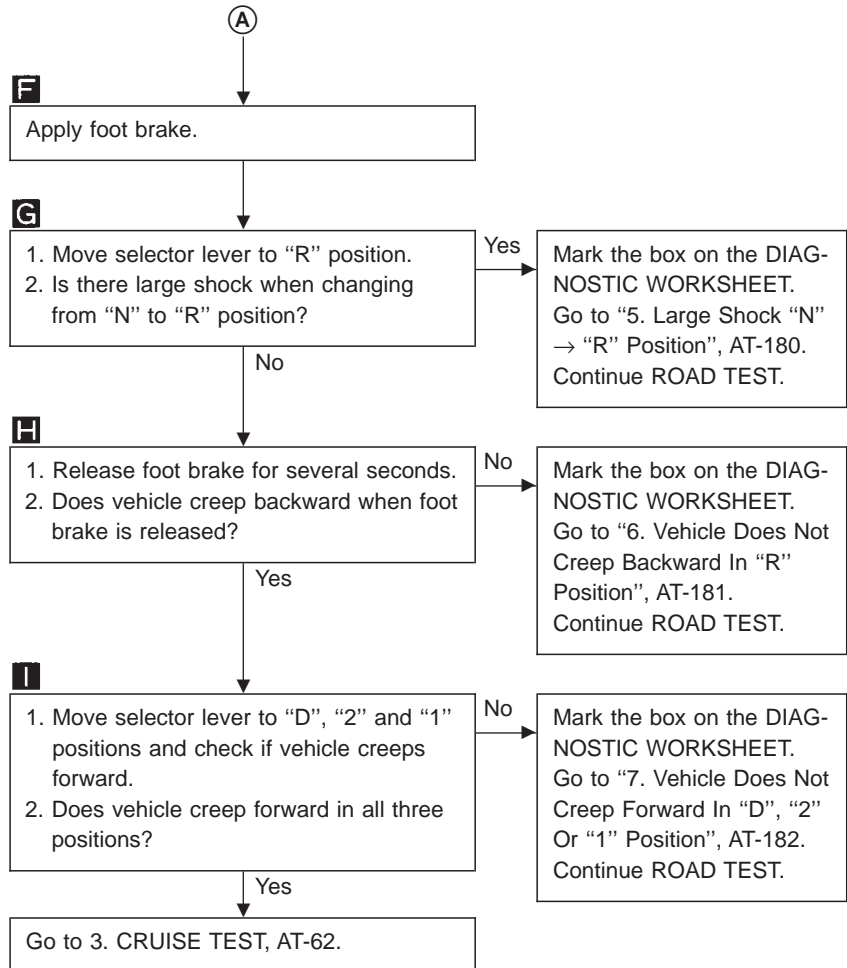 A
F
Apply foot brake.
G
1. Move selector lever to “R’’ position.
2. Is there large shock when changing
from “N’’ to “R’’ position?
Yes
Mark the box on the DIAG-
NOSTIC WORKSHEET.
Go to “5. Large Shock “N’’
→ “R’’ Position’’, AT-180.
Continue ROAD TEST.
No
H
1. Release foot brake for several seconds.
2. Does vehicle creep backward when foot
brake is released?
No
Mark the box on the DIAG-
NOSTIC WORKSHEET.
Go to “6. Vehicle Does Not
Creep Backward In “R’’
Position’’, AT-181.
Continue ROAD TEST.
Yes
I
1. Move selector lever to “D’’, “2’’ and “1’’
positions and check if vehicle creeps
forward.
2. Does vehicle creep forward in all three
positions?
No
Mark the box on the DIAG-
NOSTIC WORKSHEET.
Go to “7. Vehicle Does Not
Creep Forward In “D’’, “2’’
Or “1’’ Position’’, AT-182.
Continue ROAD TEST.
Yes
Go to 3. CRUISE TEST, AT-62.